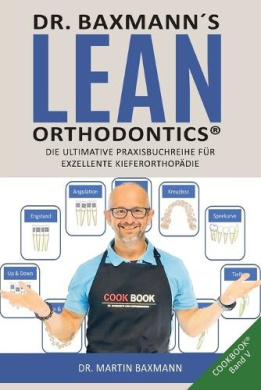 DR. BAXMANN´S
LEAN
ORTHODONTICS®
DIE ULTIMATIVE PRAXISBUCHREIHE FÜR
EXZELLENTE KIEFERORTHOPÄDIE
Angulation
Kreuzbiss
Engstand
Speekurve
Up & Down
COOK BOOK
COOKBOOK®
Band V
DR. MARTIN BAXMANN